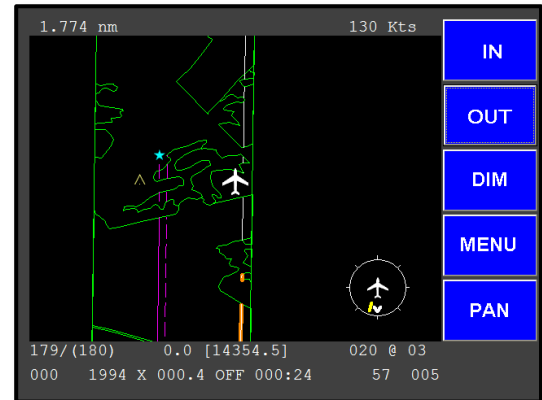 1.774 nm 130 Kts
IN
OUT
DIM
MENU
PAN
179/(180) 0.0 [14354.5] 020 @ 03
000 1994 X 000.4 OFF 000:24 57 005